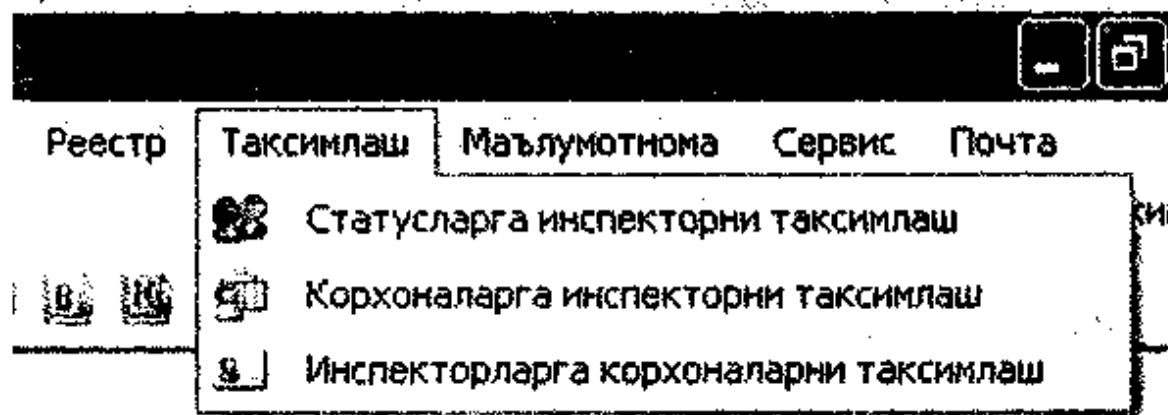 Реестр Таксимлаш Маълумотнома Сервис Почта
Статусларга инспекторни таксимлаш
Корхоналарга инспекторни таксимлаш
Инспекторларга корхоналарни таксимлаш